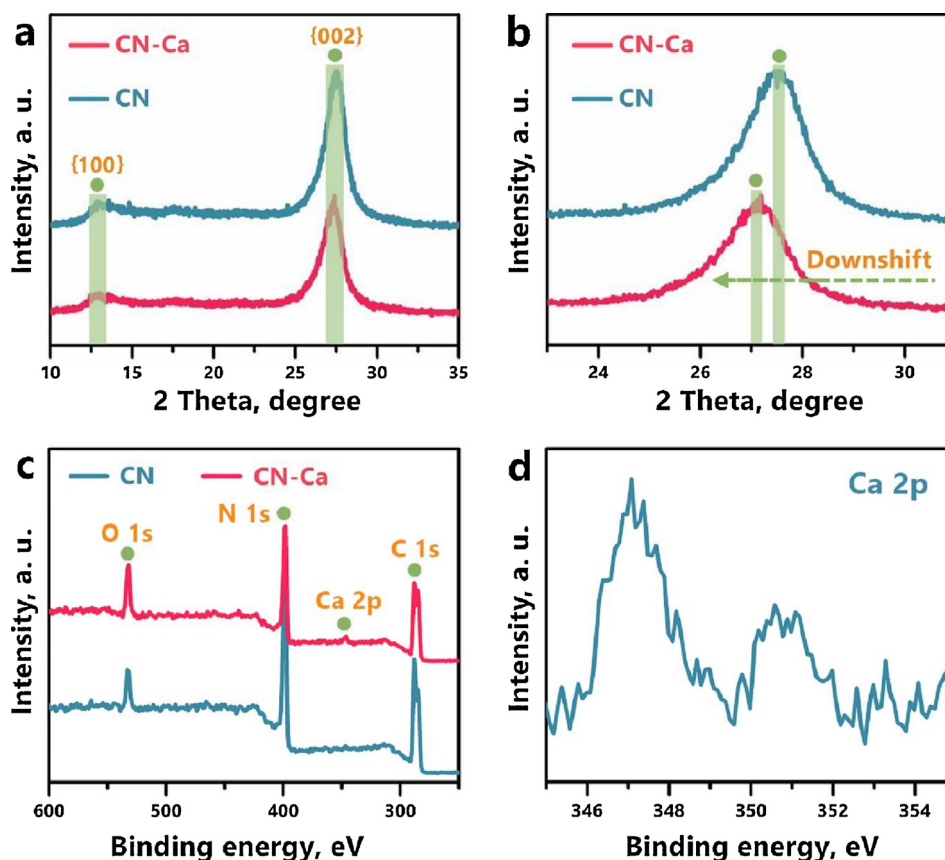 a
CN-Ca
CN
{100}
{002}
Intensity, a. u.
10 15 20 25 30 35
2 Theta, degree
b
CN-Ca
CN
Downshift
Intensity, a. u.
24 26 28 30
2 Theta, degree
c
CN CN-Ca
O 1s
N 1s
Ca 2p
C 1s
Intensity, a. u.
600 500 400 300
Binding energy, eV
d
Ca 2p
Intensity, a. u.
346 348 350 352 354
Binding energy, eV